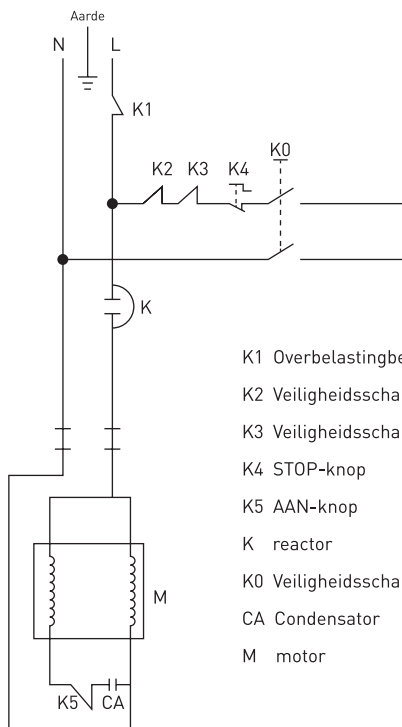 Aarde
N L
K1
K2 K3 K4 K0
K
K1 Overbelastingbe
K2 Veiligheidsscha
K3 Veiligheidsscha
K4 STOP-knop
K5 AAN-knop
K reactor
K0 Veiligheidsscha
CA Condensator
M motor
M
K5 CA